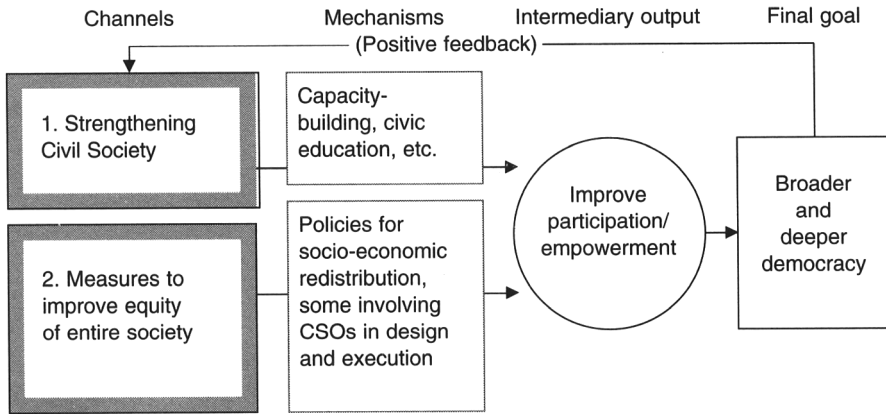 Channels
Mechanisms
Intermediary output
Final goal
(Positive feedback)
1. Strengthening
Civil Society
Capacity-
building, civic
education, etc.
2. Measures to
improve equity
of entire society
Policies for
socio-economic
redistribution,
some involving
CSOs in design
and execution
Improve
participation/
empowerment
Broader
and
deeper
democracy